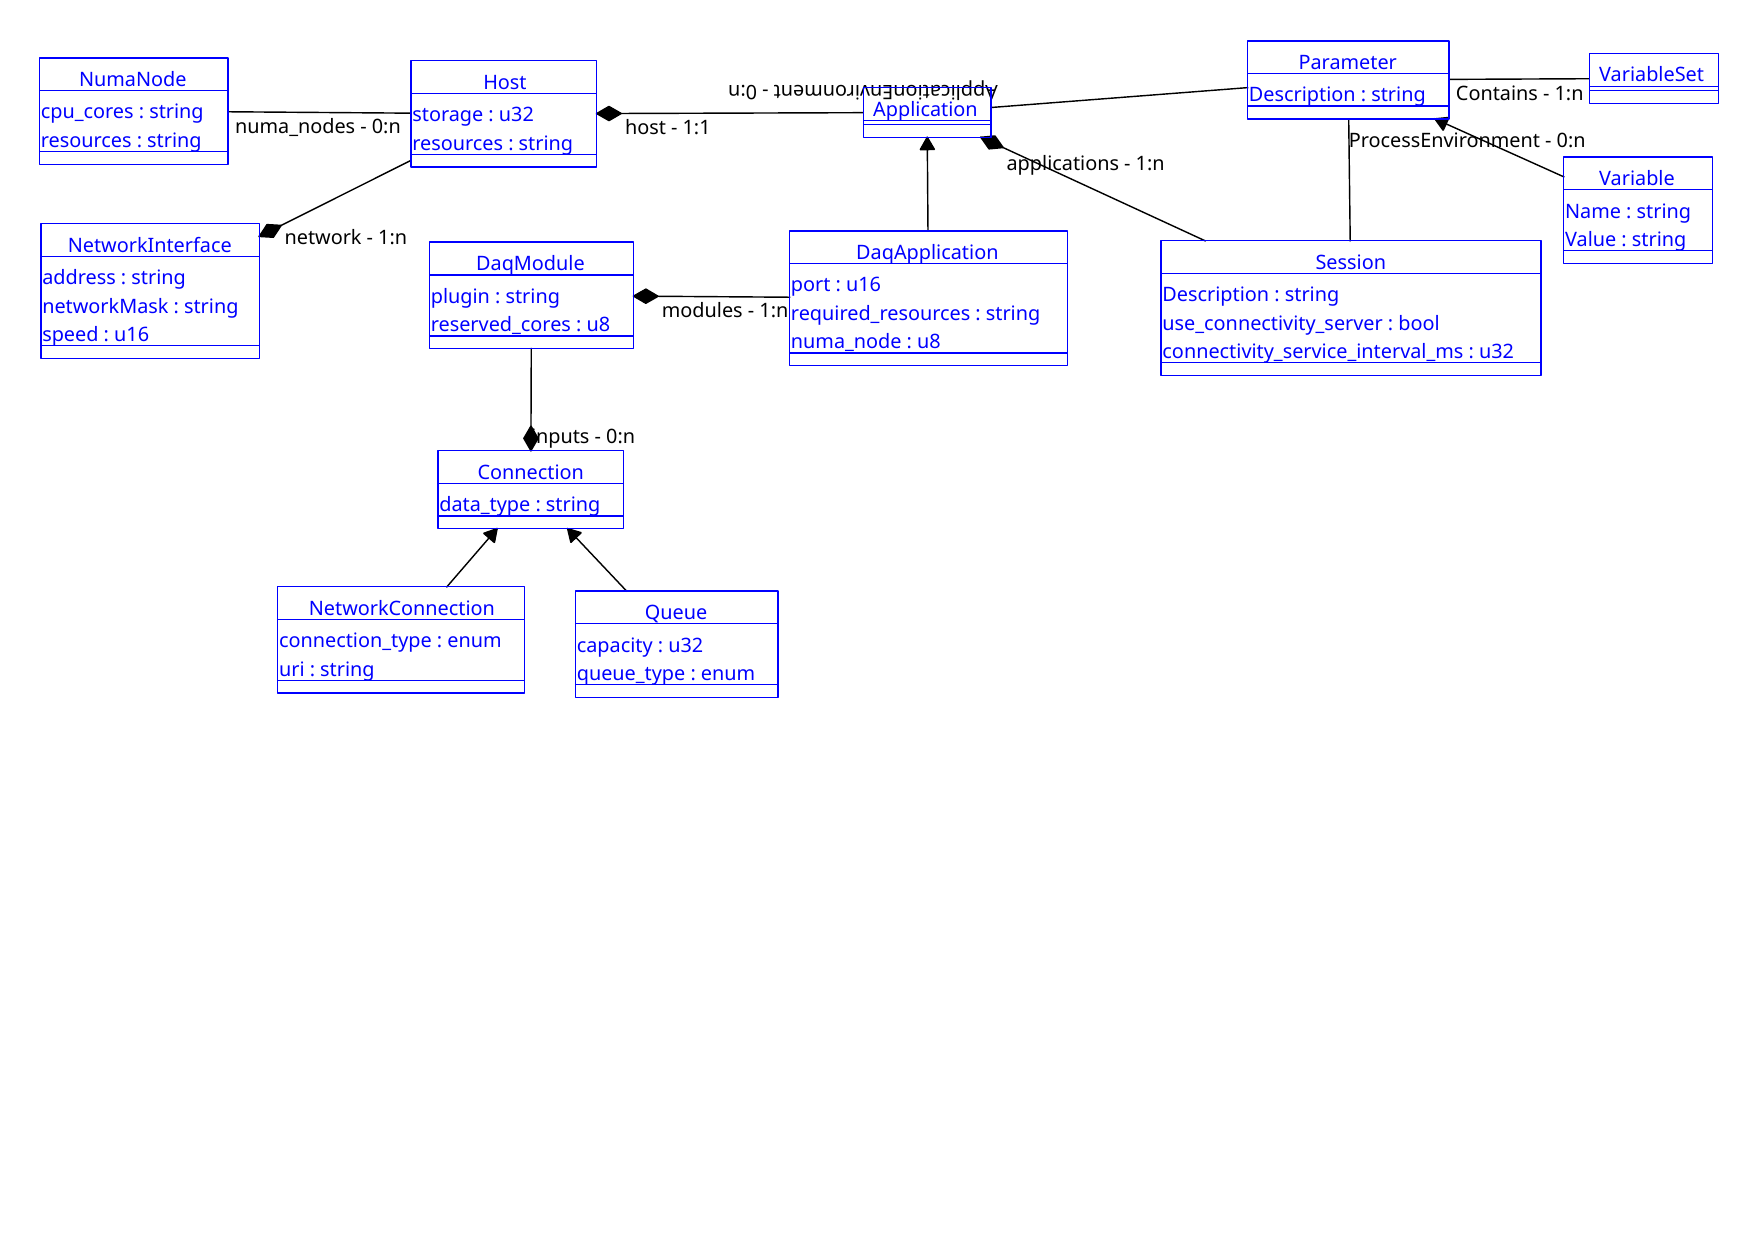 NumaNode
cpu_cores : string
resources : string
numa_nodes - 0:n
Host
storage : u32
resources : string
host - 1:1
ApplicationEnvironment - 0:n
Application
applications - 1:n
Parameter
Description : string
Contains - 1:n
VariableSet
ProcessEnvironment - 0:n
Variable
Name : string
Value : string
network - 1:n
NetworkInterface
address : string
networkMask : string
speed : u16
DaqModule
plugin : string
reserved_cores : u8
modules - 1:n
DaqApplication
port : u16
required_resources : string
numa_node : u8
Session
Description : string
use_connectivity_server : bool
connectivity_service_interval_ms : u32
inputs - 0:n
Connection
data_type : string
NetworkConnection
connection_type : enum
uri : string
Queue
capacity : u32
queue_type : enum